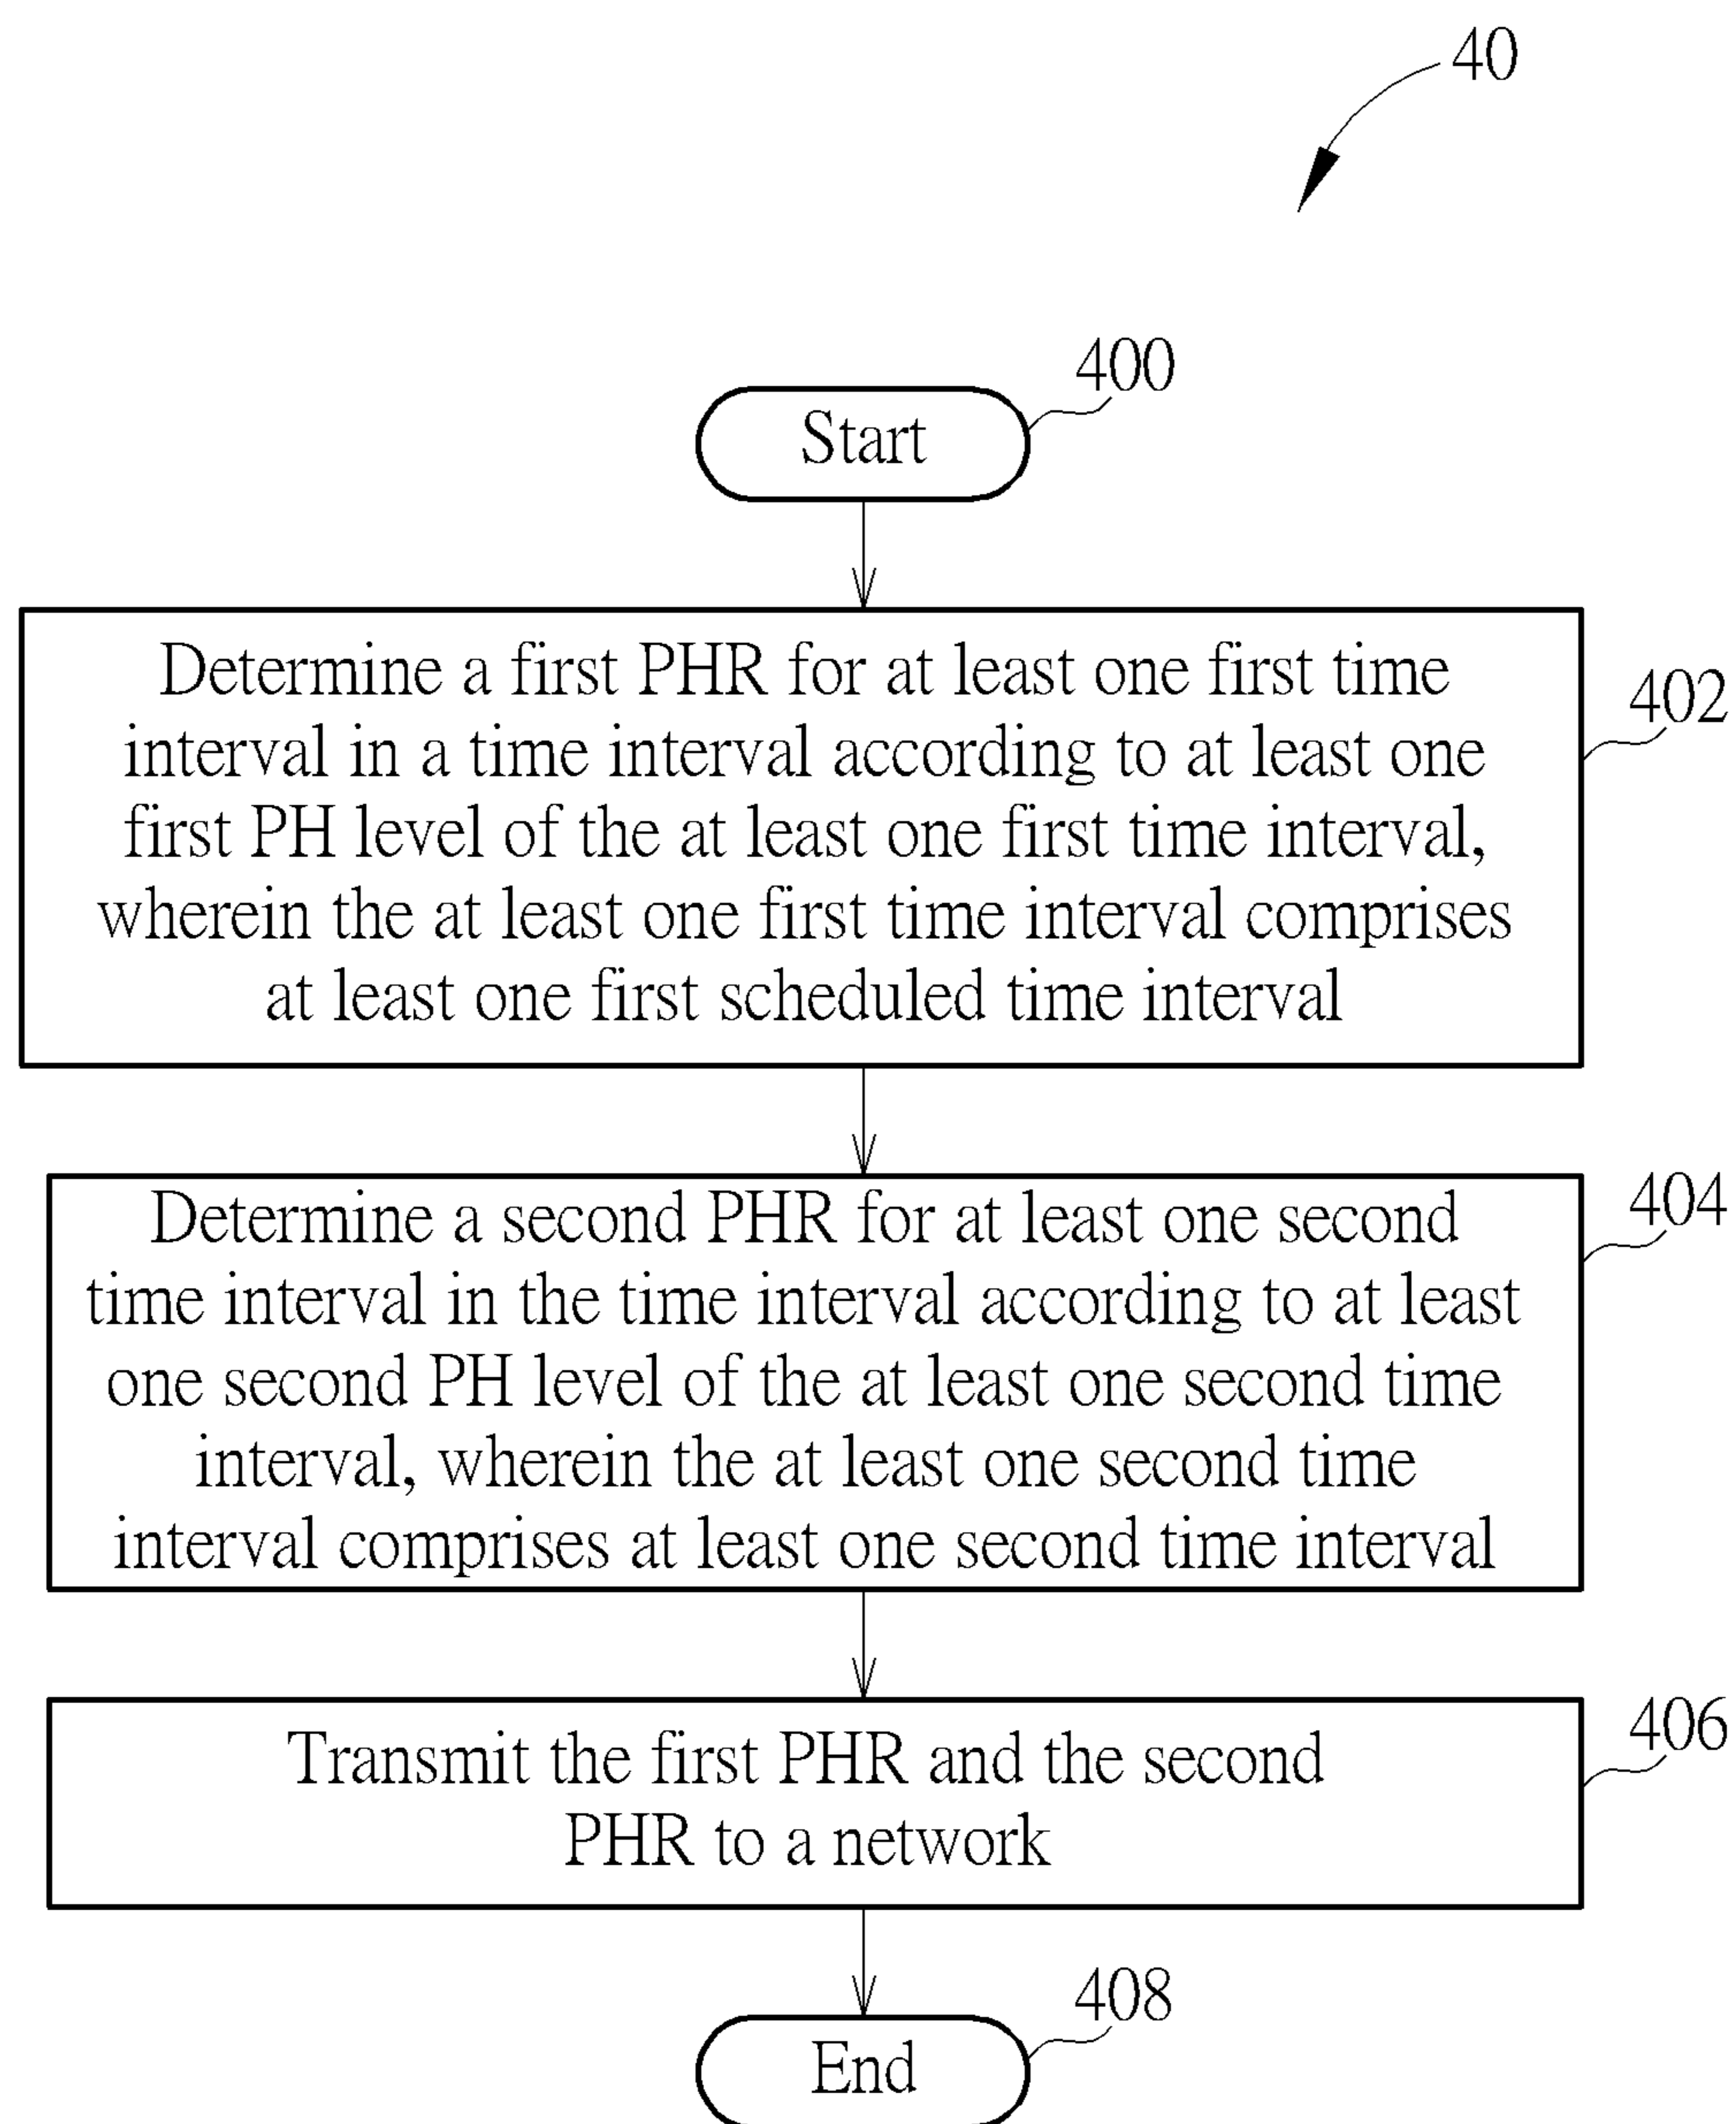 40
400
Start
Determine a first PHR for at least one first time
interval in a time interval according to at least one
first PH level of the at least one first time interval,
wherein the at least one first time interval comprises
at least one first scheduled time interval
402
Determine a second PHR for at least one second
time interval in the time interval according to at least
one second PH level of the at least one second time
interval, wherein the at least one second time
interval comprises at least one second time interval
404
Transmit the first PHR and the second
PHR to a network
406
408
End